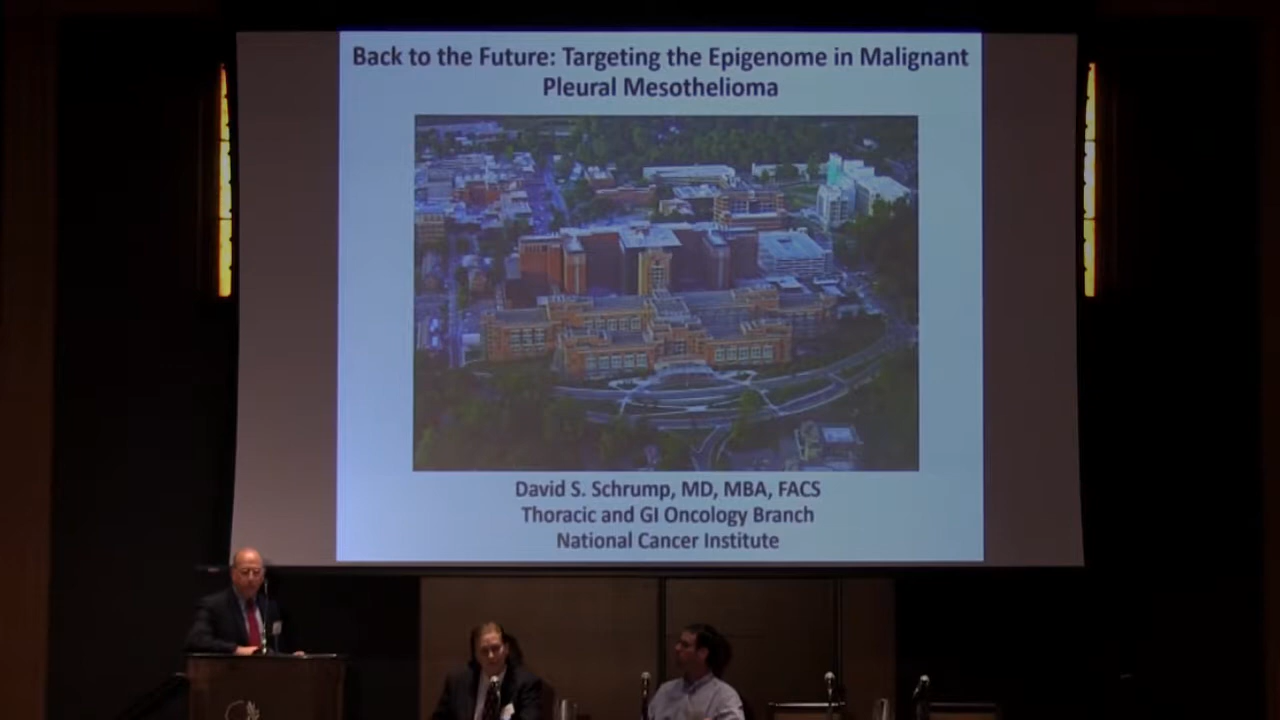 Back to the Future: Targeting the Epigenome in Malignant
Pleural Mesothelioma
David S. Schrump, MD, MBA, FACS
Thoracic and GI Oncology Branch
National Cancer Institute